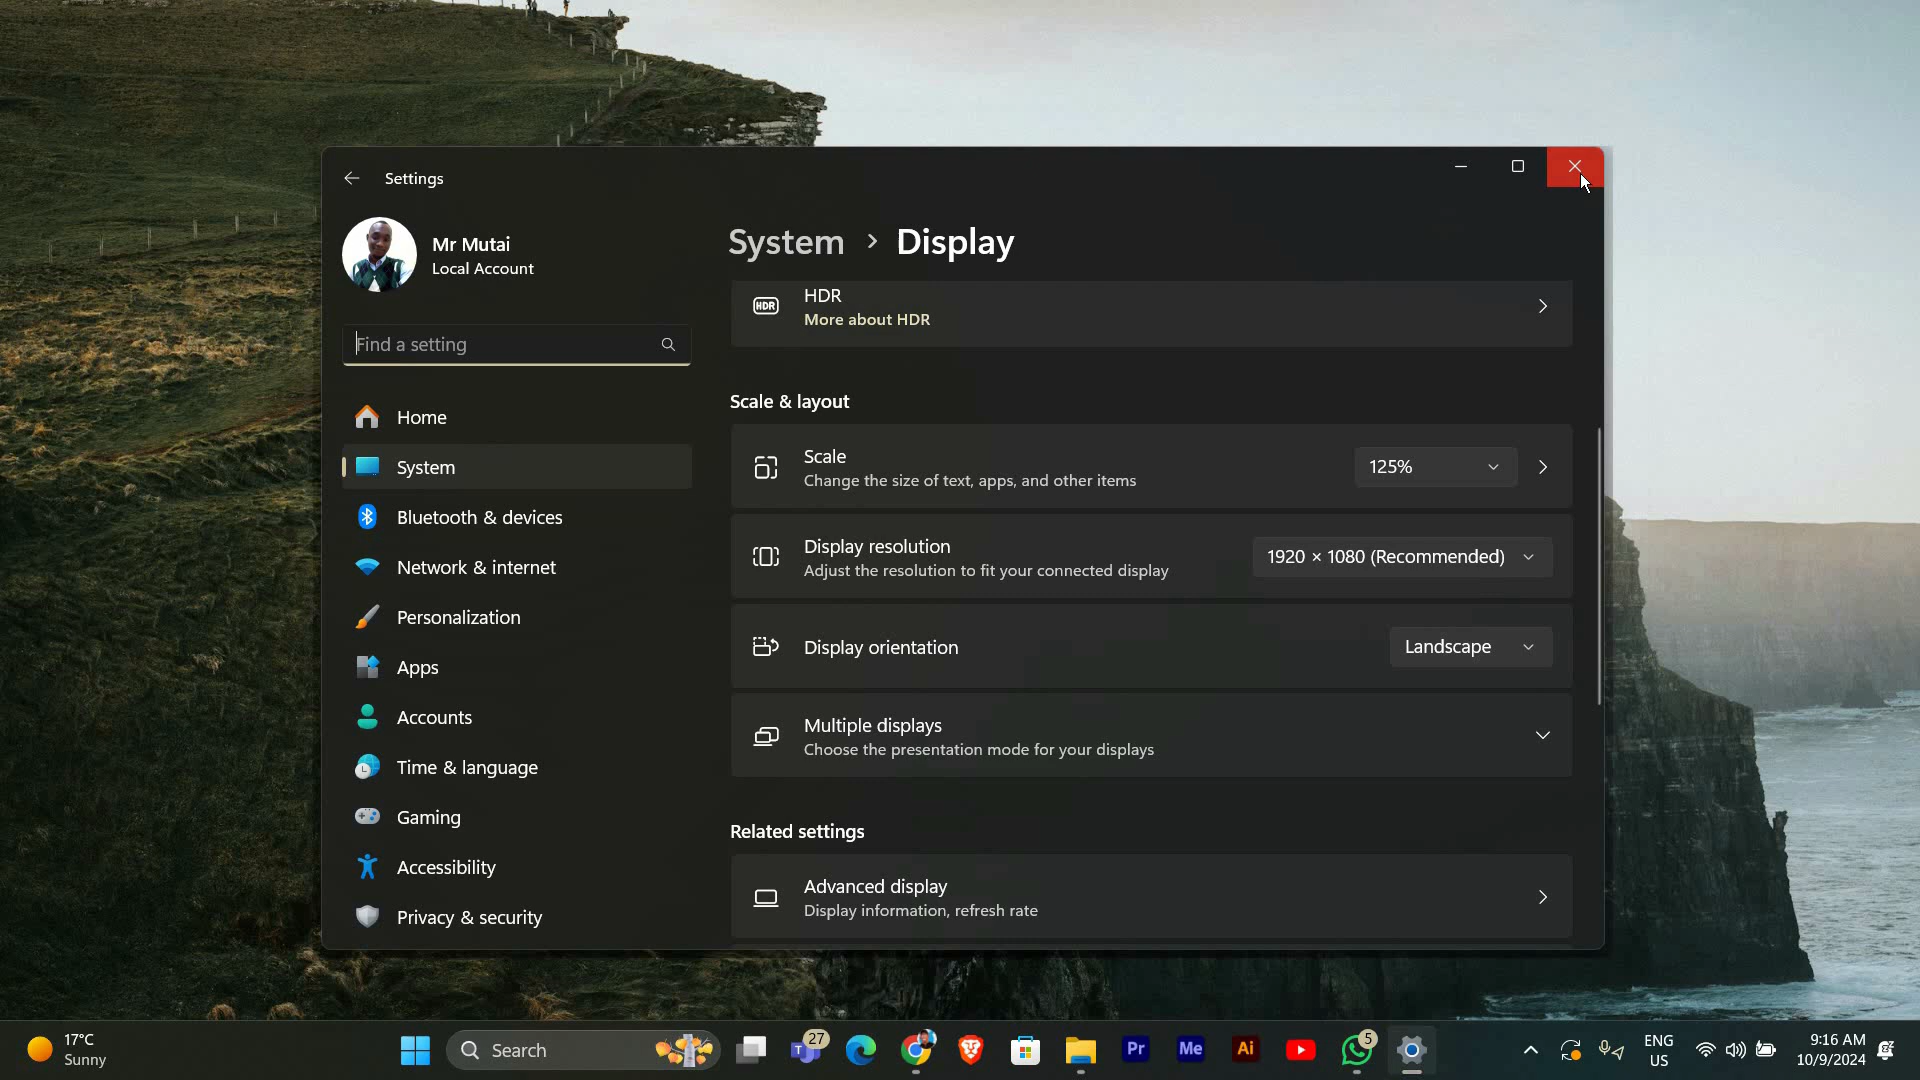 Settings
Mr Mutai
Local Account
Find a setting
Home
System
Bluetooth & devices
Network & internet
Personalization
Apps
Accounts
Time & language
Gaming
Accessibility
Privacy & security
System > Display
HDR
HDR
More about HDR
Scale & layout
Scale
Change the size of text, apps, and other items
125%
Display resolution
Adjust the resolution to fit your connected display
1920 × 1080 (Recommended)
Display orientation
Landscape
Multiple displays
Choose the presentation mode for your displays
Related settings
Advanced display
Display information, refresh rate
17°C
Sunny
Search
27
Pr
Me
Ai
5
ENG
US
9:16 AM
10/9/2024